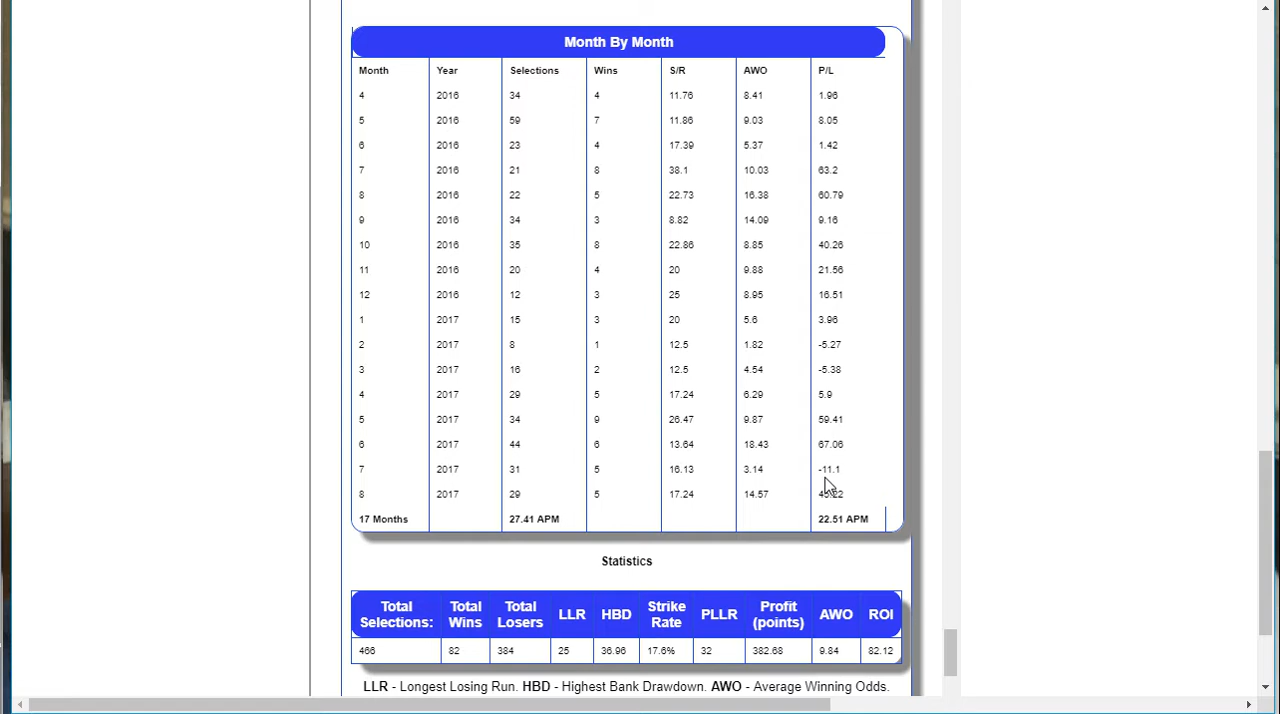 Month By Month
Month Year Selections Wins S/R AWO P/L
4 2016 34 4 11.76 8.41 1.96
5 2016 59 7 11.86 9.03 8.05
6 2016 23 4 17.39 5.37 1.42
7 2016 21 8 38.1 10.03 63.2
8 2016 22 5 22.73 16.38 60.79
9 2016 34 3 8.82 14.09 9.16
10 2016 35 8 22.86 8.85 40.26
11 2016 20 4 20 9.88 21.56
12 2016 12 3 25 8.95 16.51
1 2017 15 3 20 5.6 3.96
2 2017 8 1 12.5 1.82 -5.27
3 2017 16 2 12.5 4.54 -5.38
4 2017 29 5 17.24 6.29 5.9
5 2017 34 9 26.47 9.87 59.41
6 2017 44 6 13.64 18.43 67.06
7 2017 31 5 16.13 3.14 -11.1
8 2017 29 5 17.24 14.57
17 Months 27.41 APM 22.51 APM
Statistics
Total Selections: Total Wins Total Losers LLR HBD Strike Rate PLLR Profit (points) AWO ROI
466 82 384 25 36.96 17.6% 32 382.68 9.84 82.12
LLR - Longest Losing Run. HBD - Highest Bank Drawdown. AWO - Average Winning Odds.